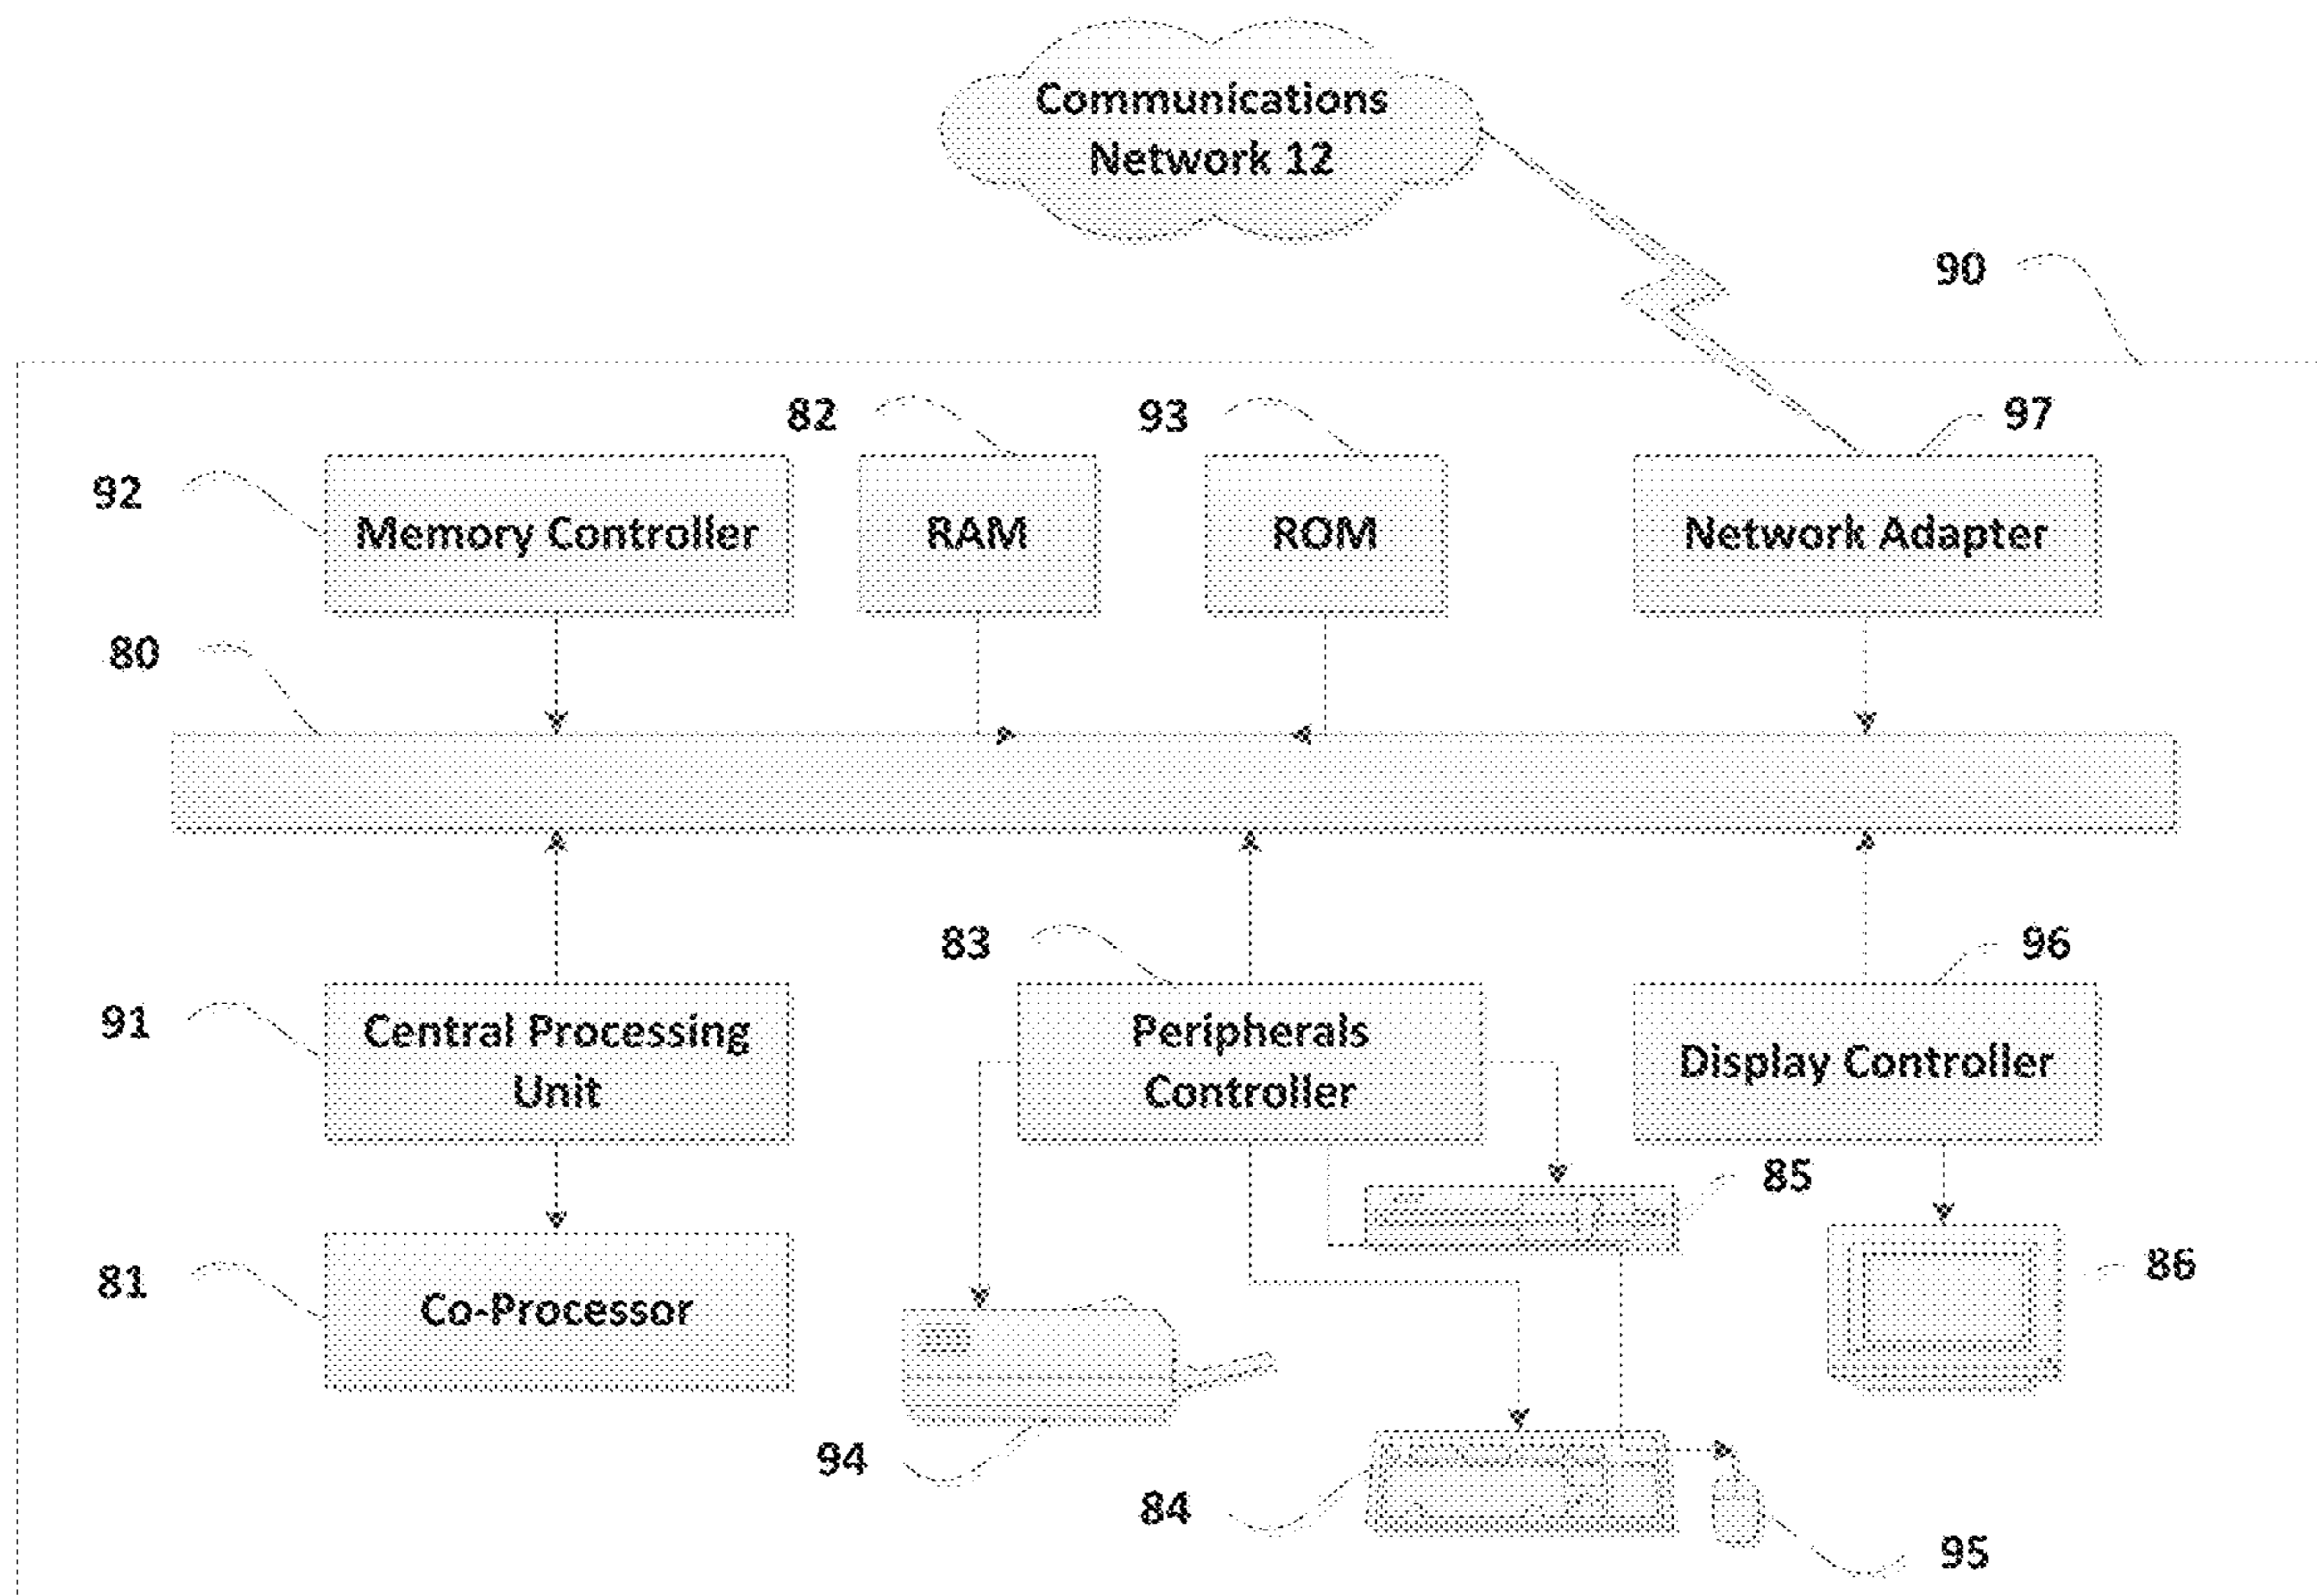 Communications
Network 12
90
82
93
97
92
Memory Controller
RAM
ROM
Network Adapter
80
83
96
91
Central Processing
Unit
Peripherals
Controller
Display Controller
85
81
Co-Processor
86
94
84
95